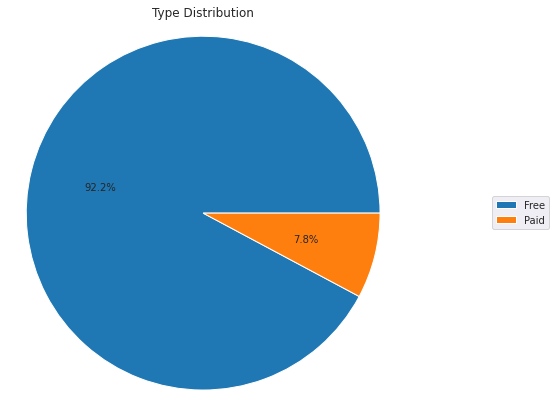 Type Distribution
92.2%
7.8%
Free
Paid